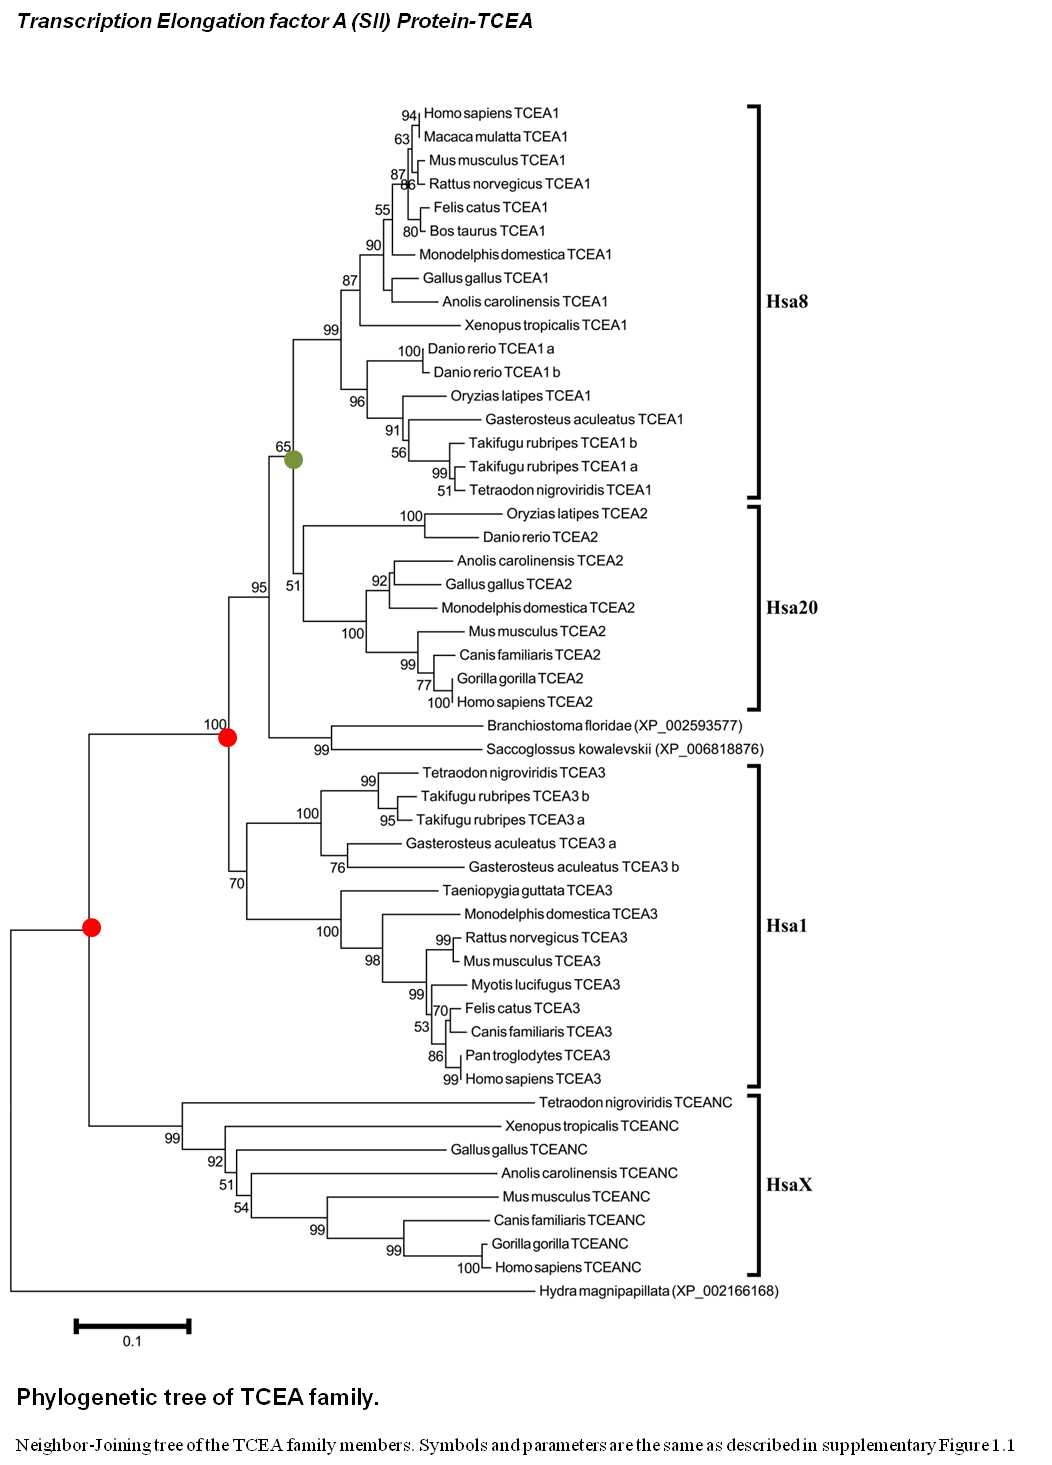 Transcription Elongation factor A (SII) Protein-TCEA
94
Homo sapiens TCEA1
Macaca mulatta TCEA1
63
Mus musculus TCEA1
87
86
Rattus norvegicus TCEA1
55
Felis catus TCEA1
80
Bos taurus TCEA1
90
Monodelphis domestica TCEA1
87
Gallus gallus TCEA1
Anolis carolinensis TCEA1
Hsa8
99
Xenopus tropicalis TCEA1
100
Danio rerio TCEA1 a
Danio rerio TCEA1 b
96
Oryzias latipes TCEA1
91
Gasterosteus aculeatus TCEA1
56
Takifugu rubripes TCEA1 b
65
99
Takifugu rubripes TCEA1 a
51
Tetraodon nigroviridis TCEA1
100
Oryzias latipes TCEA2
Danio rerio TCEA2
Anolis carolinensis TCEA2
95
51
92
Gallus gallus TCEA2
Monodelphis domestica TCEA2
Hsa20
100
Mus musculus TCEA2
99
Canis familiaris TCEA2
77
Gorilla gorilla TCEA2
100
Homo sapiens TCEA2
100
Branchiostoma floridae (XP_002593577)
99
Saccoglossus kowalevskii (XP_006818876)
99
Tetraodon nigroviridis TCEA3
Takifugu rubripes TCEA3 b
100
95
Takifugu rubripes TCEA3 a
Gasterosteus aculeatus TCEA3 a
76
Gasterosteus aculeatus TCEA3 b
70
Taeniopygia guttata TCEA3
100
Monodelphis domestica TCEA3
Hsa1
99
Rattus norvegicus TCEA3
98
Mus musculus TCEA3
99
Myotis lucifugus TCEA3
70
Felis catus TCEA3
53
Canis familiaris TCEA3
86
Pan troglodytes TCEA3
99
Homo sapiens TCEA3
Tetraodon nigroviridis TCEANC
99
Xenopus tropicalis TCEANC
92
Gallus gallus TCEANC
51
Anolis carolinensis TCEANC
HsaX
54
Mus musculus TCEANC
99
Canis familiaris TCEANC
99
Gorilla gorilla TCEANC
100
Homo sapiens TCEANC
Hydra magnipapillata (XP_002166168)
0.1
Phylogenetic tree of TCEA family.
Neighbor-Joining tree of the TCEA family members. Symbols and parameters are the same as described in supplementary Figure 1.1